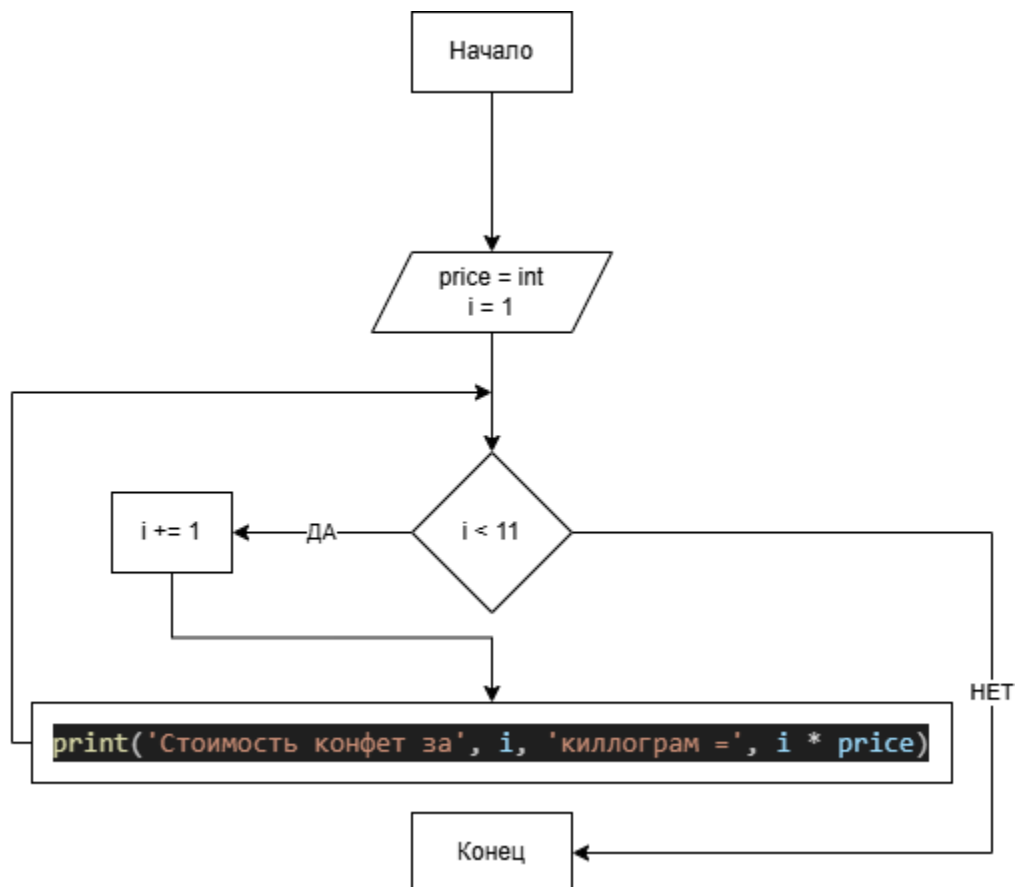 Начало
price = int
i = 1
i < 11
ДА
i += 1
НЕТ
print('Стоимость конфет за', i, 'киллограм =', i * price)
Конец